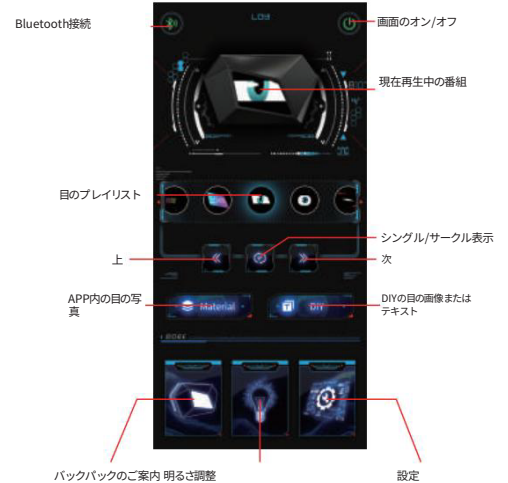 Bluetooth接続
LOY
画面のオン/オフ
現在再生中の番組
目のプレイリスト
シングル/サークル表示
上
次
APP内の目の写
真
Material
DIY
DIYの目の画像または
テキスト
バックパックのご案内 明るさ調整
設定